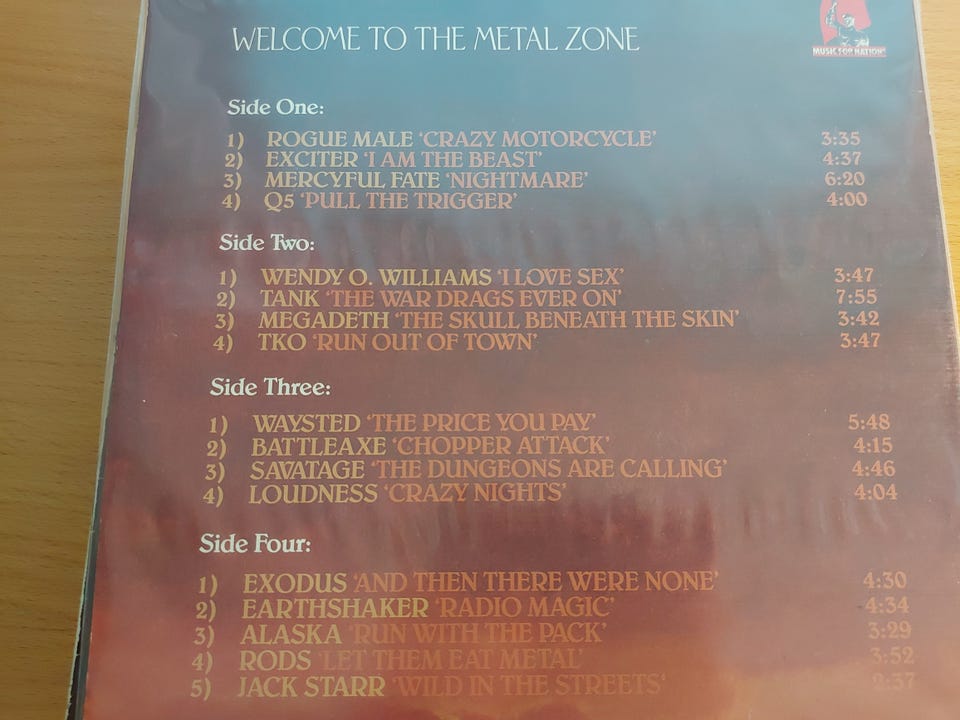 WELCOME TO THE METAL ZONE
MUSIC FOR NATIONS
Side One:
1) ROGUE MALE 'CRAZY MOTORCYCLE' 3:35
2) EXCITER 'I AM THE BEAST' 4:37
3) MERCYFUL FATE 'NIGHTMARE' 6:20
4) Q5 'PULL THE TRIGGER' 4:00
Side Two:
1) WENDY O. WILLIAMS 'I LOVE SEX' 3:47
2) TANK 'THE WAR DRAGS EVER ON' 7:55
3) MEGADETH 'THE SKULL BENEATH THE SKIN' 3:42
4) TKO 'RUN OUT OF TOWN' 3:47
Side Three:
1) WAYSTED 'THE PRICE YOU PAY' 5:48
2) BATTLEAXE 'CHOPPER ATTACK' 4:15
3) SAVATAGE 'THE DUNGEONS ARE CALLING' 4:46
4) LOUDNESS 'CRAZY NIGHTS' 4:04
Side Four:
1) EXODUS 'AND THEN THERE WERE NONE' 4:30
2) EARTHSHAKER 'RADIO MAGIC' 4:34
3) ALASKA 'RUN WITH THE PACK' 3:29
4) RODS 'LET THEM EAT METAL' 3:52
5) JACK STARR 'WILD IN THE STREETS' 2:37